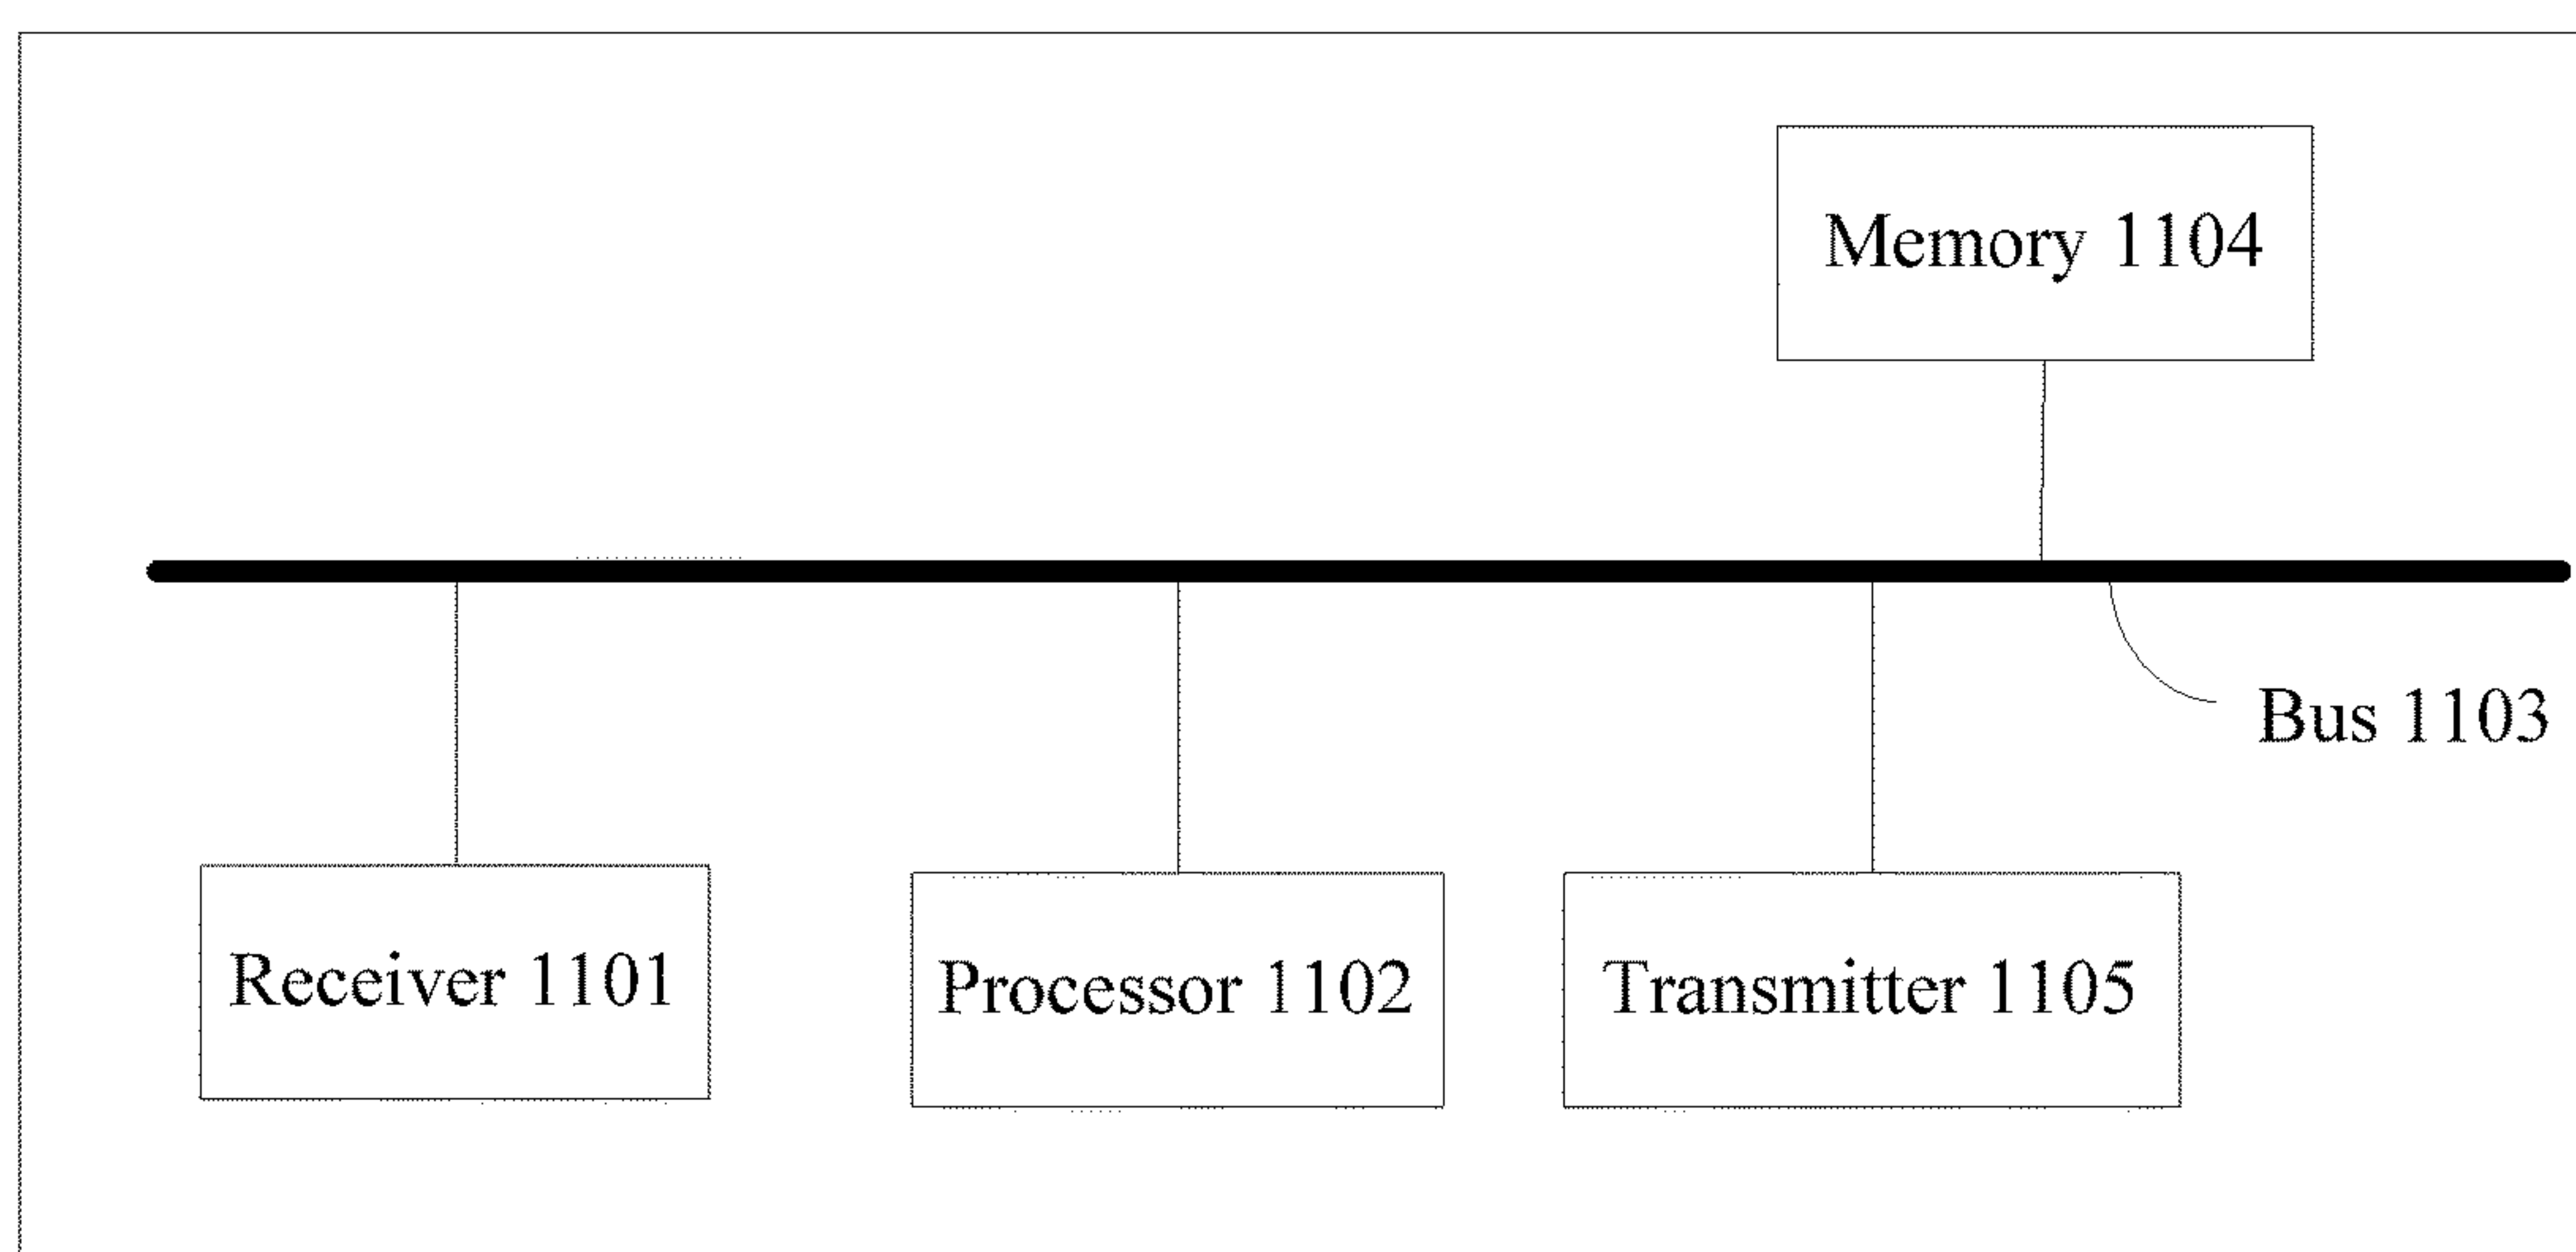 Memory 1104
Bus 1103
Receiver 1101
Processor 1102
Transmitter 1105